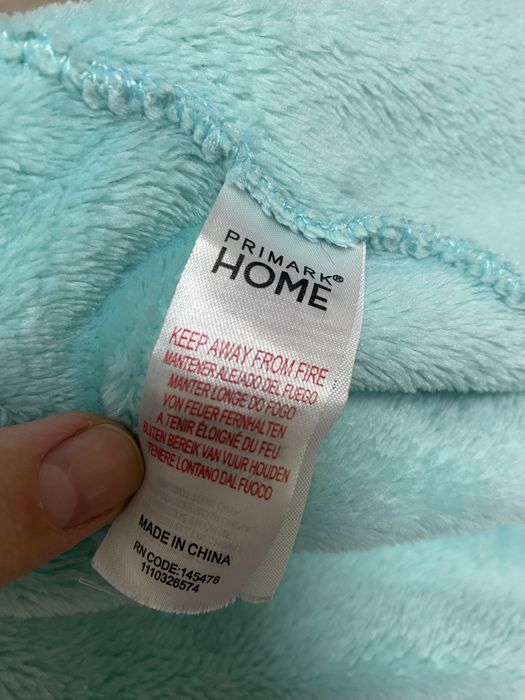 PRIMARK®
HOME
KEEP AWAY FROM FIRE
MANTENER ALEJADO DEL FUEGO
MANTER LONGE DO FOGO
VON FEUER FERNHALTEN
A TENIR ÉLOIGNÉ DU FEU
BUITEN BEREIK VAN VUUR HOUDEN
TENERE LONTANO DAL FUOCO
MADE IN CHINA
RN CODE:145478
1110326574